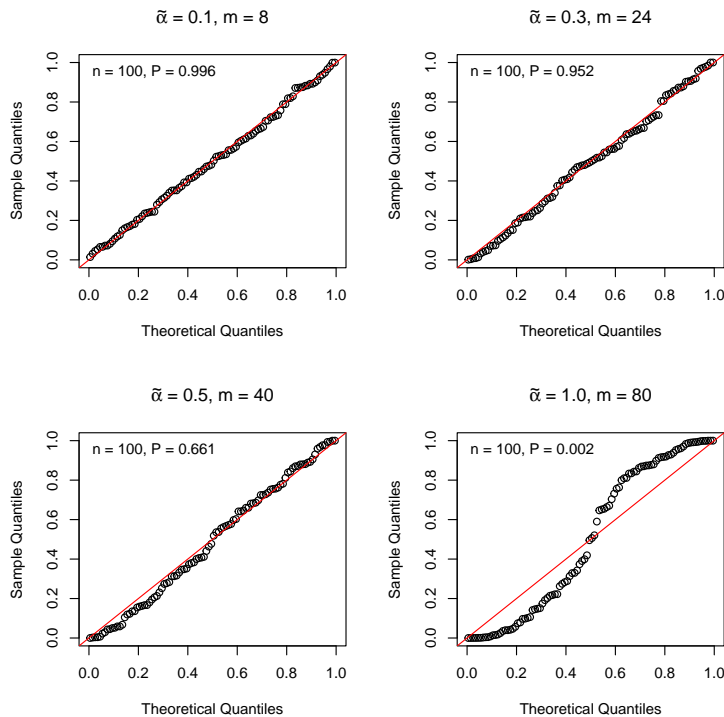 α̃ = 0.1, m = 8
n = 100, P = 0.996
Sample Quantiles
0.0 0.2 0.4 0.6 0.8 1.0
0.0 0.2 0.4 0.6 0.8 1.0
Theoretical Quantiles
α̃ = 0.3, m = 24
n = 100, P = 0.952
Sample Quantiles
0.0 0.2 0.4 0.6 0.8 1.0
0.0 0.2 0.4 0.6 0.8 1.0
Theoretical Quantiles
α̃ = 0.5, m = 40
n = 100, P = 0.661
Sample Quantiles
0.0 0.2 0.4 0.6 0.8 1.0
0.0 0.2 0.4 0.6 0.8 1.0
Theoretical Quantiles
α̃ = 1.0, m = 80
n = 100, P = 0.002
Sample Quantiles
0.0 0.2 0.4 0.6 0.8 1.0
0.0 0.2 0.4 0.6 0.8 1.0
Theoretical Quantiles